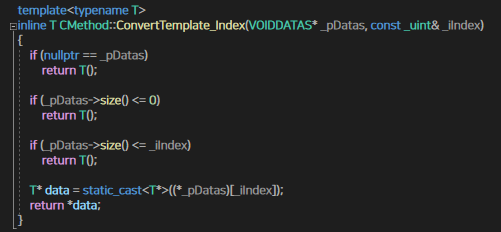 template<typename T>
inline T CMethod::ConvertTemplate_Index(VOIDDATAS* _pDatas, const _uint& _iIndex)
{
if (nullptr == _pDatas)
return T();
if (_pDatas->size() <= 0)
return T();
if (_pDatas->size() <= _iIndex)
return T();
T* data = static_cast<T*>((*_pDatas)[_iIndex]);
return *data;
}